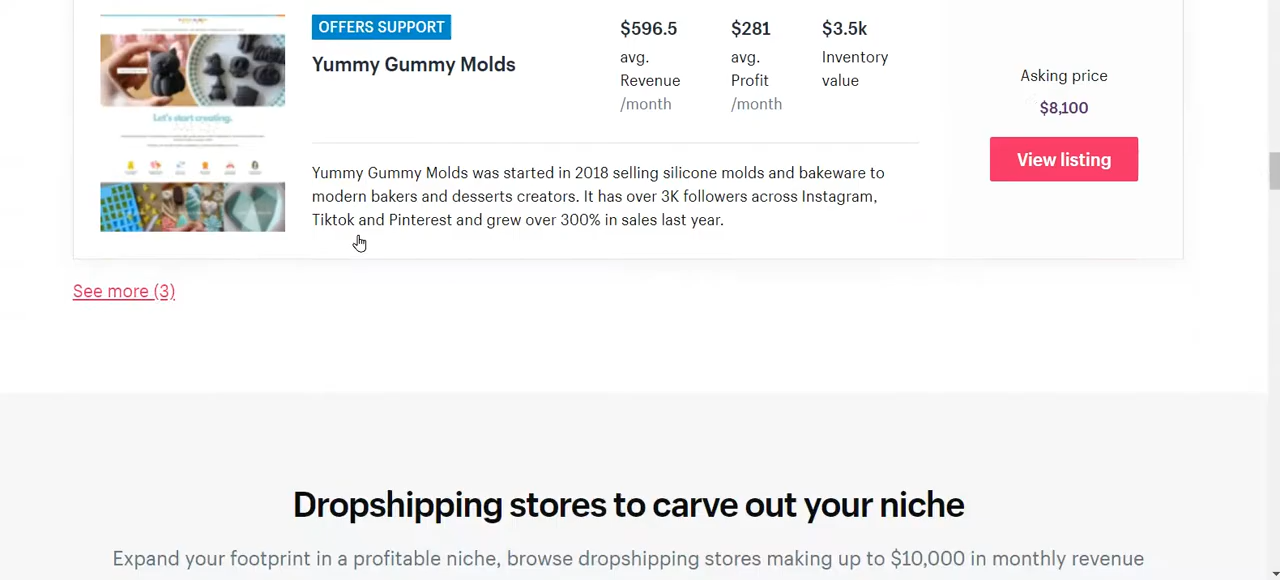 OFFERS SUPPORT
Yummy Gummy Molds
$596.5
avg.
Revenue
/month
$281
avg.
Profit
/month
$3.5k
Inventory
value
Yummy Gummy Molds was started in 2018 selling silicone molds and bakeware to
modern bakers and desserts creators. It has over 3K followers across Instagram,
Tiktok and Pinterest and grew over 300% in sales last year.
Asking price
$8,100
View listing
Let's start creating.
See more (3)
Dropshipping stores to carve out your niche
Expand your footprint in a profitable niche, browse dropshipping stores making up to $10,000 in monthly revenue